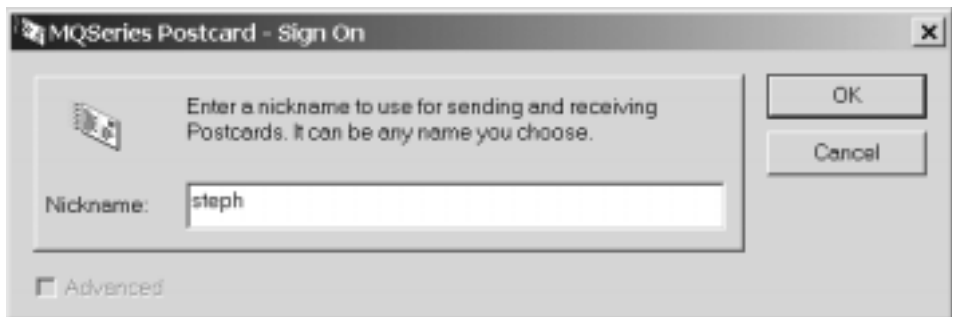 MQSeries Postcard - Sign On
Enter a nickname to use for sending and receiving
Postcards. It can be any name you choose.
OK
Cancel
Nickname: steph
Advanced